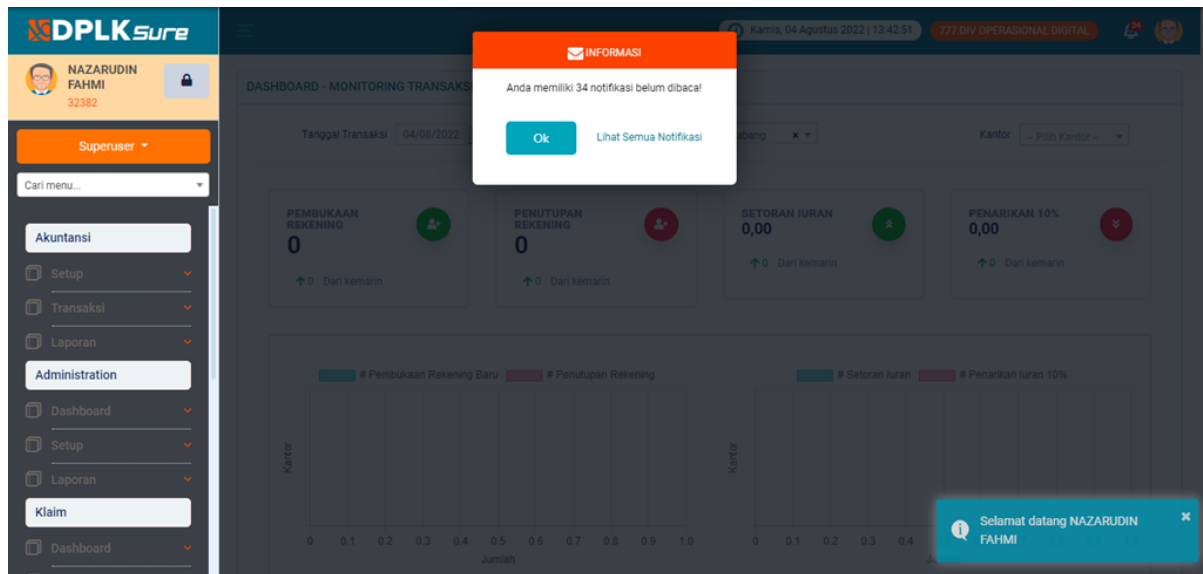 DPLKSure
NAZARUDIN
FAHMI
32382
Superuser
Cari menu...
Akuntansi
Setup
Transaksi
Laporan
Administration
Dashboard
Setup
Laporan
Klaim
Dashboard
Kamis, 04 Agustus 2022 | 13:42:51
777:DIV OPERASIONAL DIGITAL
34
INFORMASI
Anda memiliki 34 notifikasi belum dibaca!
Ok
Lihat Semua Notifikasi
DASHBOARD - MONITORING TRANSAKS
Tanggal Transaksi
04/08/2022
abang
×
Kantor
-- Pilih Kantor --
PEMBUKAAN
REKENING
0
0 Dari kemarin
PENUTUPAN
REKENING
0
0 Dari kemarin
SETORAN IURAN
0,00
0 Dari kemarin
PENARIKAN 10%
0,00
0 Dari kemarin
# Pembukaan Rekening Baru
# Penutupan Rekening
Kantor
0 0.1 0.2 0.3 0.4 0.5 0.6 0.7 0.8 0.9 1.0
Jumlah
# Setoran Iuran
# Penarikan Iuran 10%
Kantor
0 0.1 0.2 0.3 0.4
Selamat datang NAZARUDIN
FAHMI
×